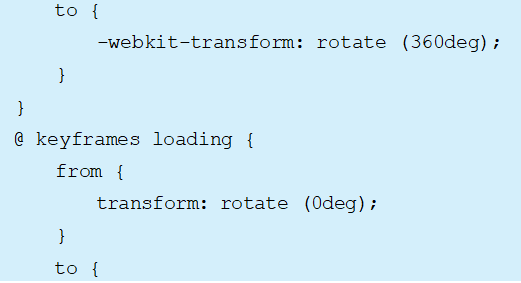 to {
-webkit-transform: rotate (360deg);
}
}
@ keyframes loading {
from {
transform: rotate (0deg);
}
to {